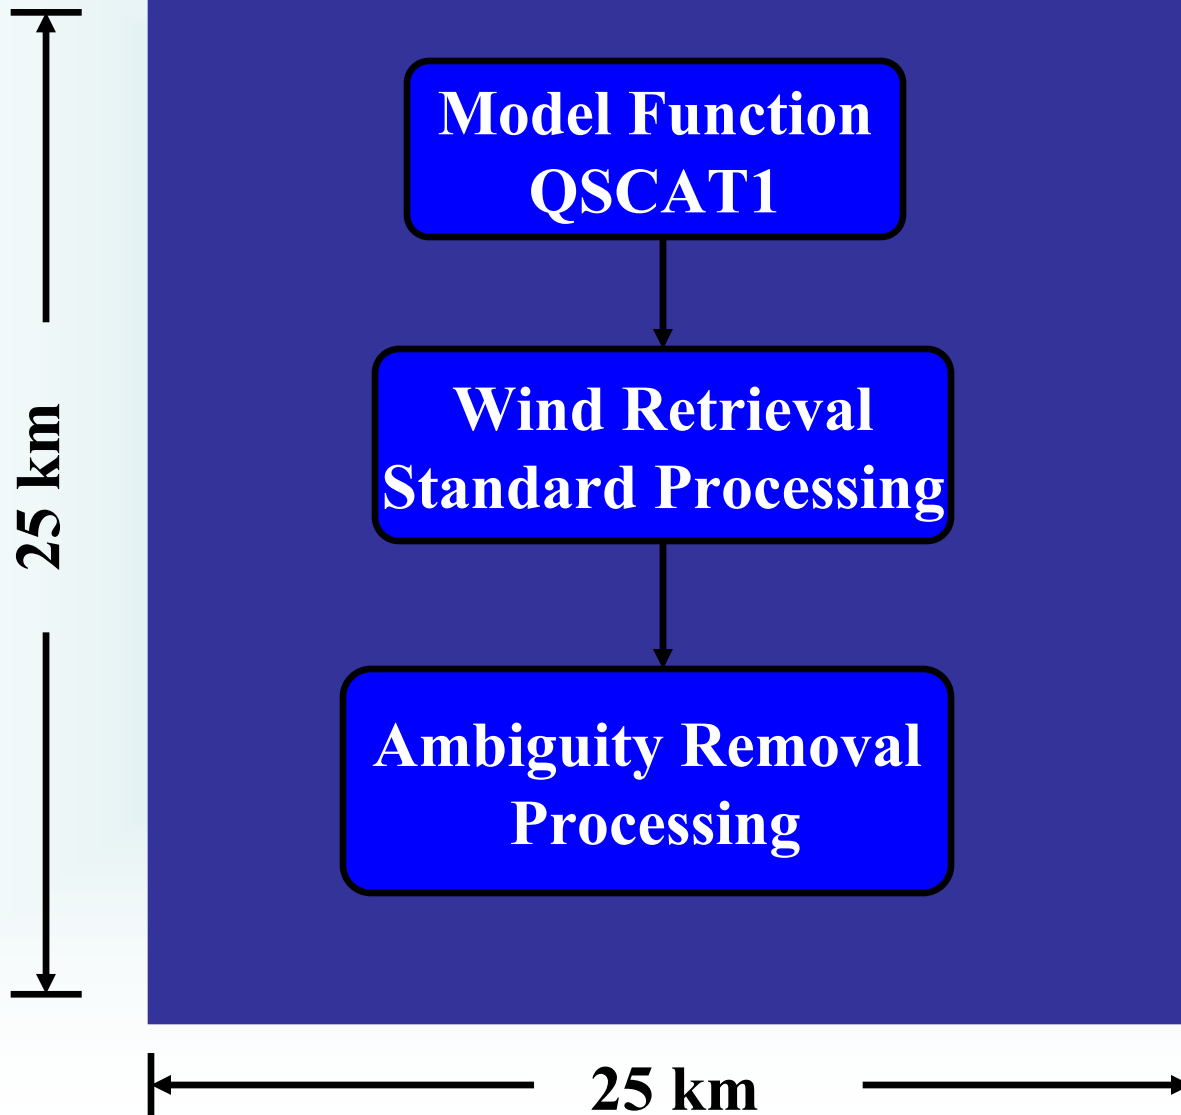 Model Function
QSCAT1
Wind Retrieval
Standard Processing
Ambiguity Removal
Processing
25 km
25 km